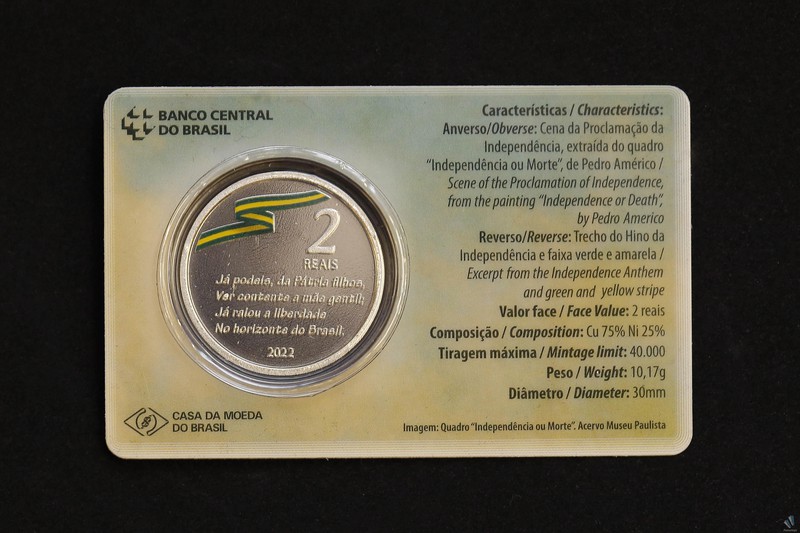 BANCO CENTRAL
DO BRASIL
2
REAIS
Já podeis, da Pátria filhos,
Ver contente a mãe gentil;
Já raiou a liberdade
No horizonte do Brasil.
2022
CASA DA MOEDA
DO BRASIL
Características / Characteristics:
Anverso/Obverse: Cena da Proclamação da
Independência, extraída do quadro
“Independência ou Morte”, de Pedro Américo /
Scene of the Proclamation of Independence,
from the painting “Independence or Death”,
by Pedro Americo
Reverso/Reverse: Trecho do Hino da
Independência e faixa verde e amarela /
Excerpt from the Independence Anthem
and green and yellow stripe
Valor face / Face Value: 2 reais
Composição / Composition: Cu 75% Ni 25%
Tiragem máxima / Mintage limit: 40.000
Peso / Weight: 10,17g
Diâmetro / Diameter: 30mm
Imagem: Quadro “Independência ou Morte”. Acervo Museu Paulista